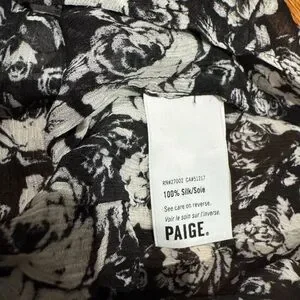 RN#27002 CA#51217
100% Silk/Soie
See care on reverse.
Voir le soin sur l'inverse.
PAIGE.